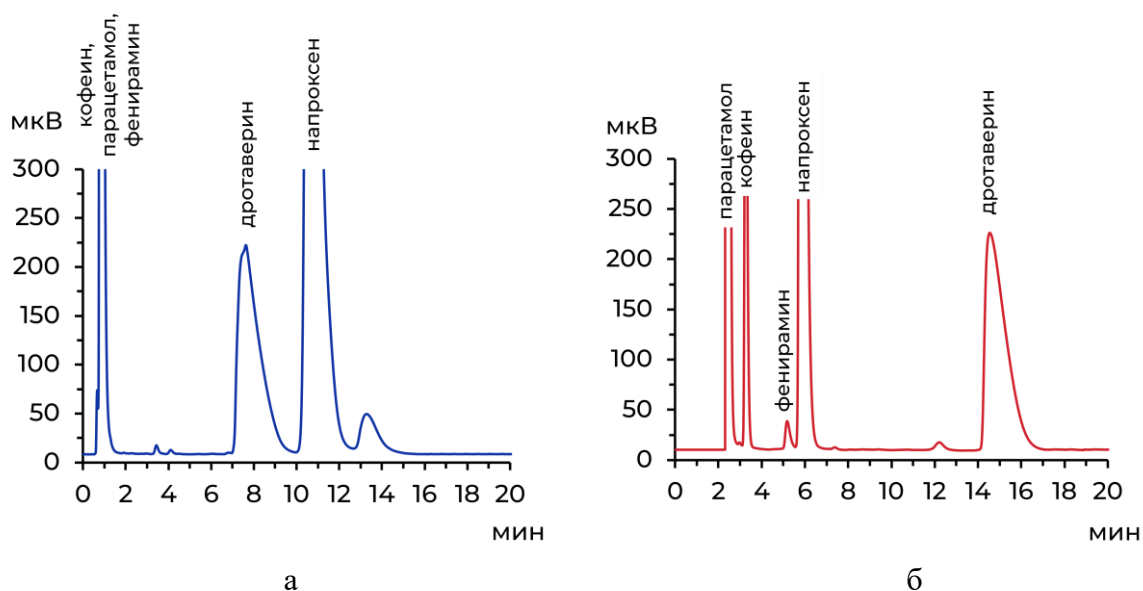 кофеин,
парацетамол,
фенирамин
дротаверин
напроксен
мкВ
300
250
200
150
100
50
0
0 2 4 6 8 10 12 14 16 18 20
мин
а
парацетамол
кофеин
фенирамин
напроксен
дротаверин
мкВ
300
250
200
150
100
50
0
0 2 4 6 8 10 12 14 16 18 20
мин
б